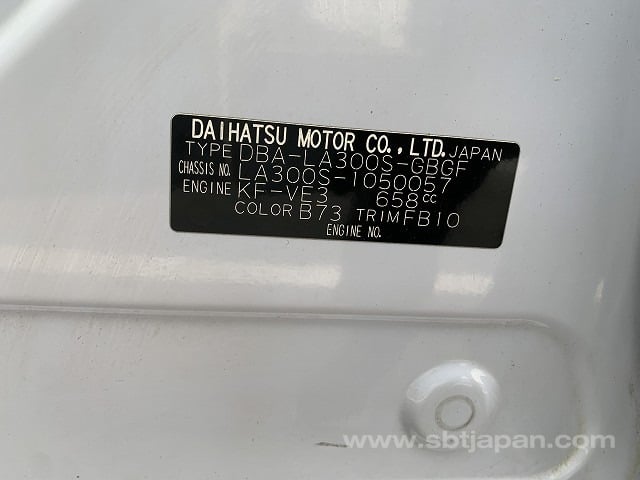 DAIHATSU MOTOR CO., LTD. JAPAN
TYPE DBA-LA300S-GBGF
CHASSIS NO. LA300S-1050057
ENGINE KF-VE3 658cc
COLOR B73 TRIM FB10
ENGINE NO.
www.sbtjapan.com